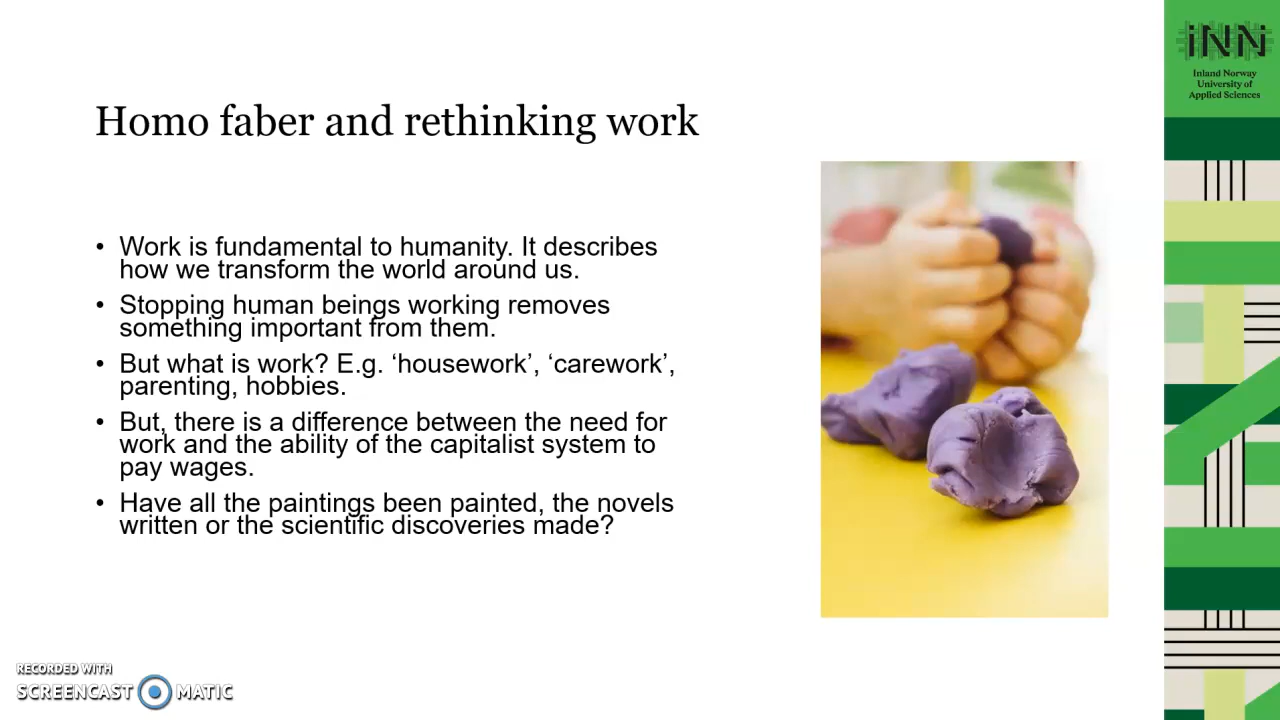 Homo faber and rethinking work
• Work is fundamental to humanity. It describes
how we transform the world around us.
• Stopping human beings working removes
something important from them.
• But what is work? E.g. ‘housework’, ‘carework’,
parenting, hobbies.
• But, there is a difference between the need for
work and the ability of the capitalist system to
pay wages.
• Have all the paintings been painted, the novels
written or the scientific discoveries made?
iNN
Inland Norway
University of
Applied Sciences
RECORDED WITH
SCREENCAST MATIC